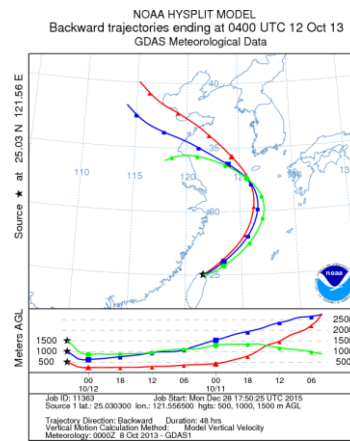 NOAA HYSPLIT MODEL
Backward trajectories ending at 0400 UTC 12 Oct 13
GDAS Meteorological Data
Source ★ at 25.03 N 121.56 E
40
35
110
115
120
125
130
135
30
25
noaa
Meters AGL
1500
1000
500
2500
2000
1500
1000
500
00 18 12 06 00 18 12 06
10/12 10/11
Job ID: 11363 Job Start: Mon Dec 28 17:50:25 UTC 2015
Source 1 lat.: 25.030300 lon.: 121.556500 hgts: 500, 1000, 1500 m AGL
Trajectory Direction: Backward Duration: 48 hrs
Vertical Motion Calculation Method: Model Vertical Velocity
Meteorology: 0000Z 8 Oct 2013 - GDAS1